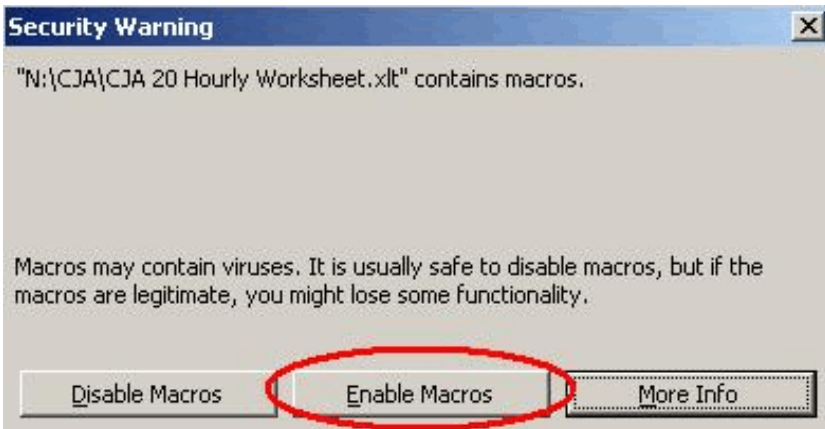 Security Warning
"N:\CJA\CJA 20 Hourly Worksheet.xlt" contains macros.
Macros may contain viruses. It is usually safe to disable macros, but if the
macros are legitimate, you might lose some functionality.
Disable Macros Enable Macros More Info